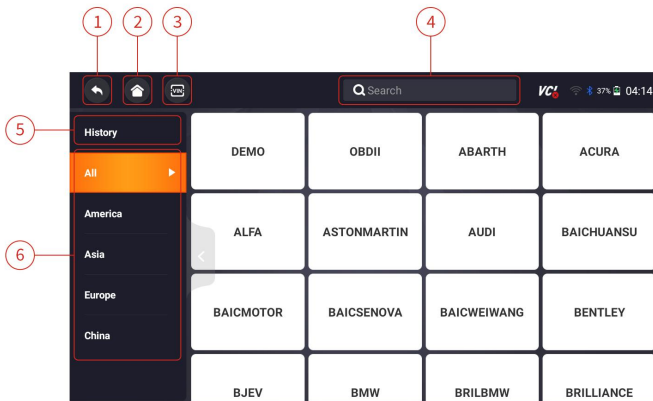 1
2
3
4
VIN
Search
VCI
37%
04:14
5
History
DEMO
OBDII
ABARTH
ACURA
All
America
ALFA
ASTONMARTIN
AUDI
BAICHUANSU
6
Asia
Europe
BAICMOTOR
BAICSENOVA
BAICWEIWANG
BENTLEY
China
BJEV
BMW
BRILBMW
BRILLIANCE